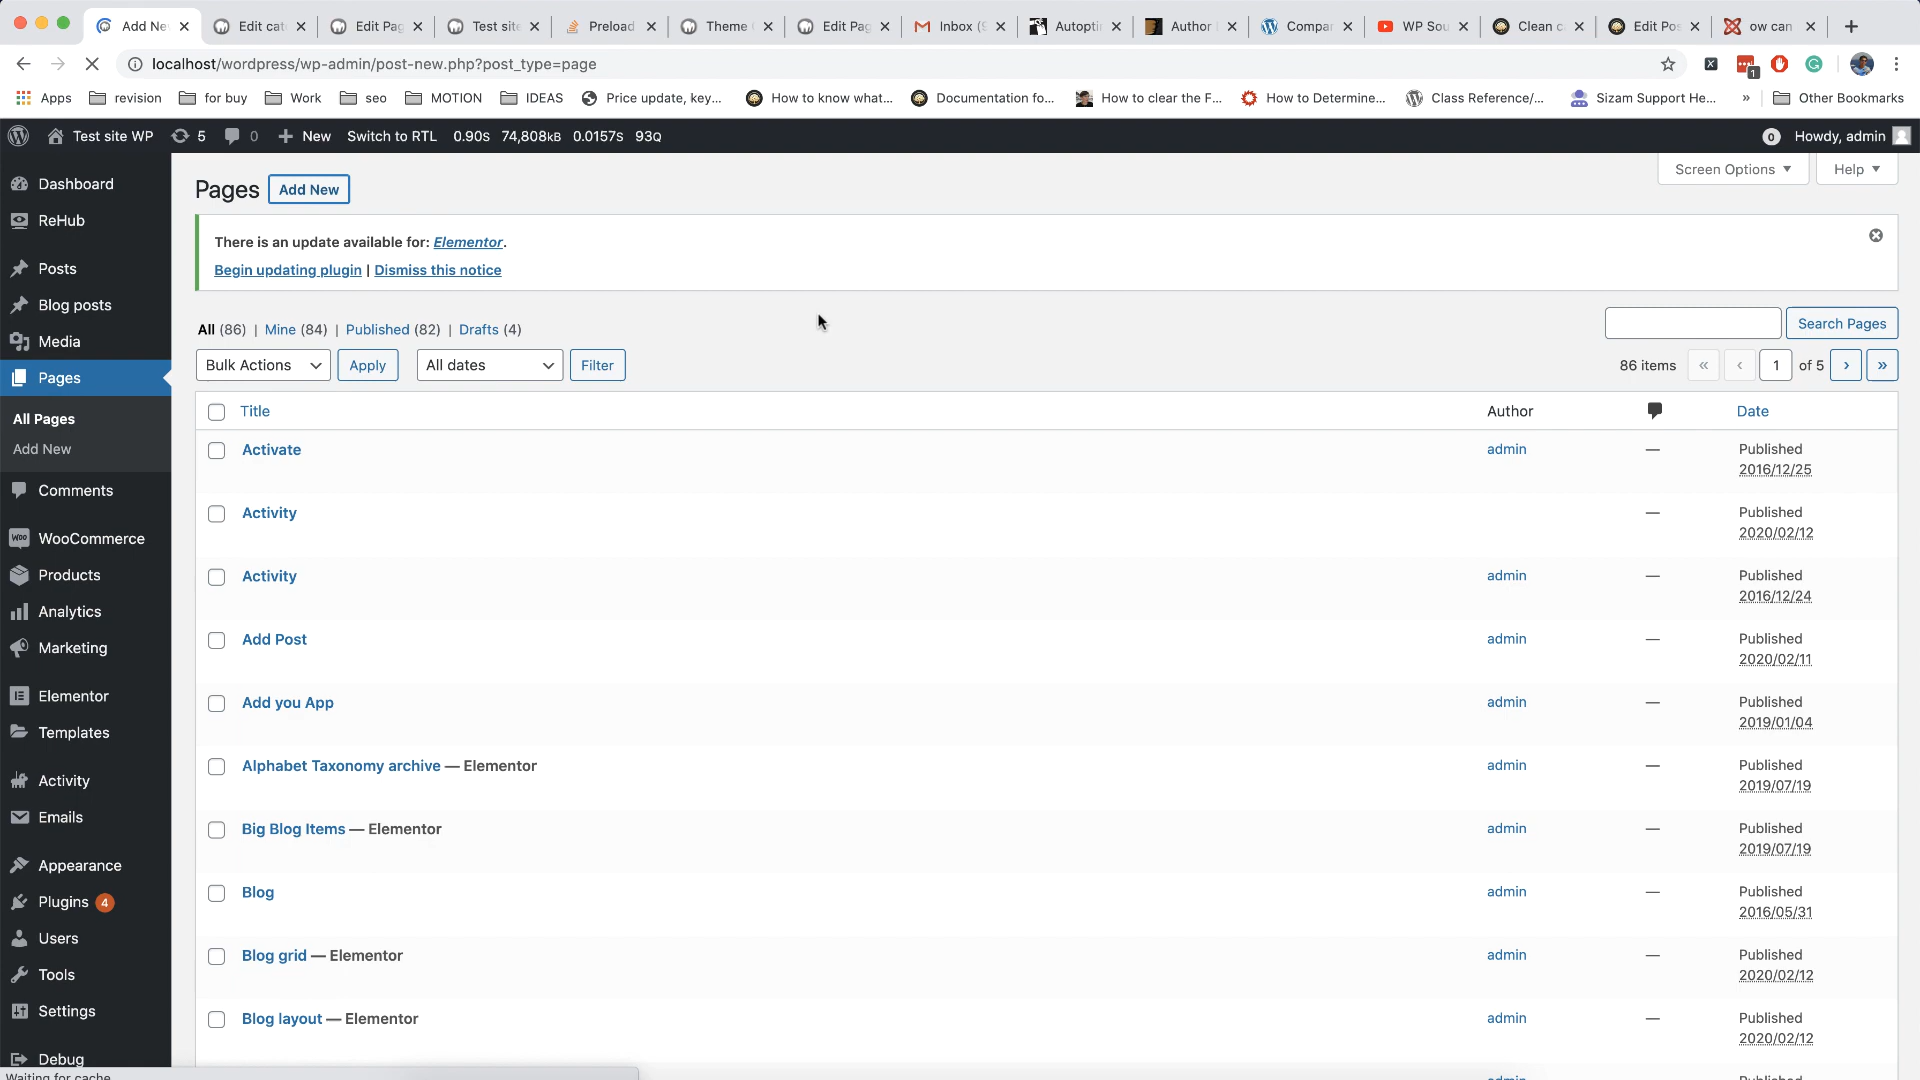 Add Ne
Edit cat
Edit Pag
Test site
Preload
Theme
Edit Pag
Inbox (9
Autopti
Author
Compar
WP Sou
Clean c
Edit Pos
ow can
localhost/wordpress/wp-admin/post-new.php?post_type=page
1
Apps
revision
for buy
Work
seo
MOTION
IDEAS
Price update, key...
How to know what...
Documentation fo...
How to clear the F...
How to Determine...
Class Reference/...
Sizam Support He...
»
Other Bookmarks
Test site WP
5
0
New
Switch to RTL
0.90s 74,808kB 0.0157s 93Q
0
Howdy, admin
Dashboard
ReHub
Posts
Blog posts
Media
Pages
All Pages
Add New
Comments
WooCommerce
Products
Analytics
Marketing
Elementor
Templates
Activity
Emails
Appearance
Plugins 4
Users
Tools
Settings
Debug
Waiting for cache
Pages
Add New
Screen Options
Help
There is an update available for: Elementor.
Begin updating plugin | Dismiss this notice
All (86) | Mine (84) | Published (82) | Drafts (4)
Search Pages
Bulk Actions
Apply
All dates
Filter
86 items « ‹ 1 of 5 › »
Title Author Date
Activate admin — Published
2016/12/25
Activity — Published
2020/02/12
Activity admin — Published
2016/12/24
Add Post admin — Published
2020/02/11
Add you App admin — Published
2019/01/04
Alphabet Taxonomy archive — Elementor admin — Published
2019/07/19
Big Blog Items — Elementor admin — Published
2019/07/19
Blog admin — Published
2016/05/31
Blog grid — Elementor admin — Published
2020/02/12
Blog layout — Elementor admin — Published
2020/02/12